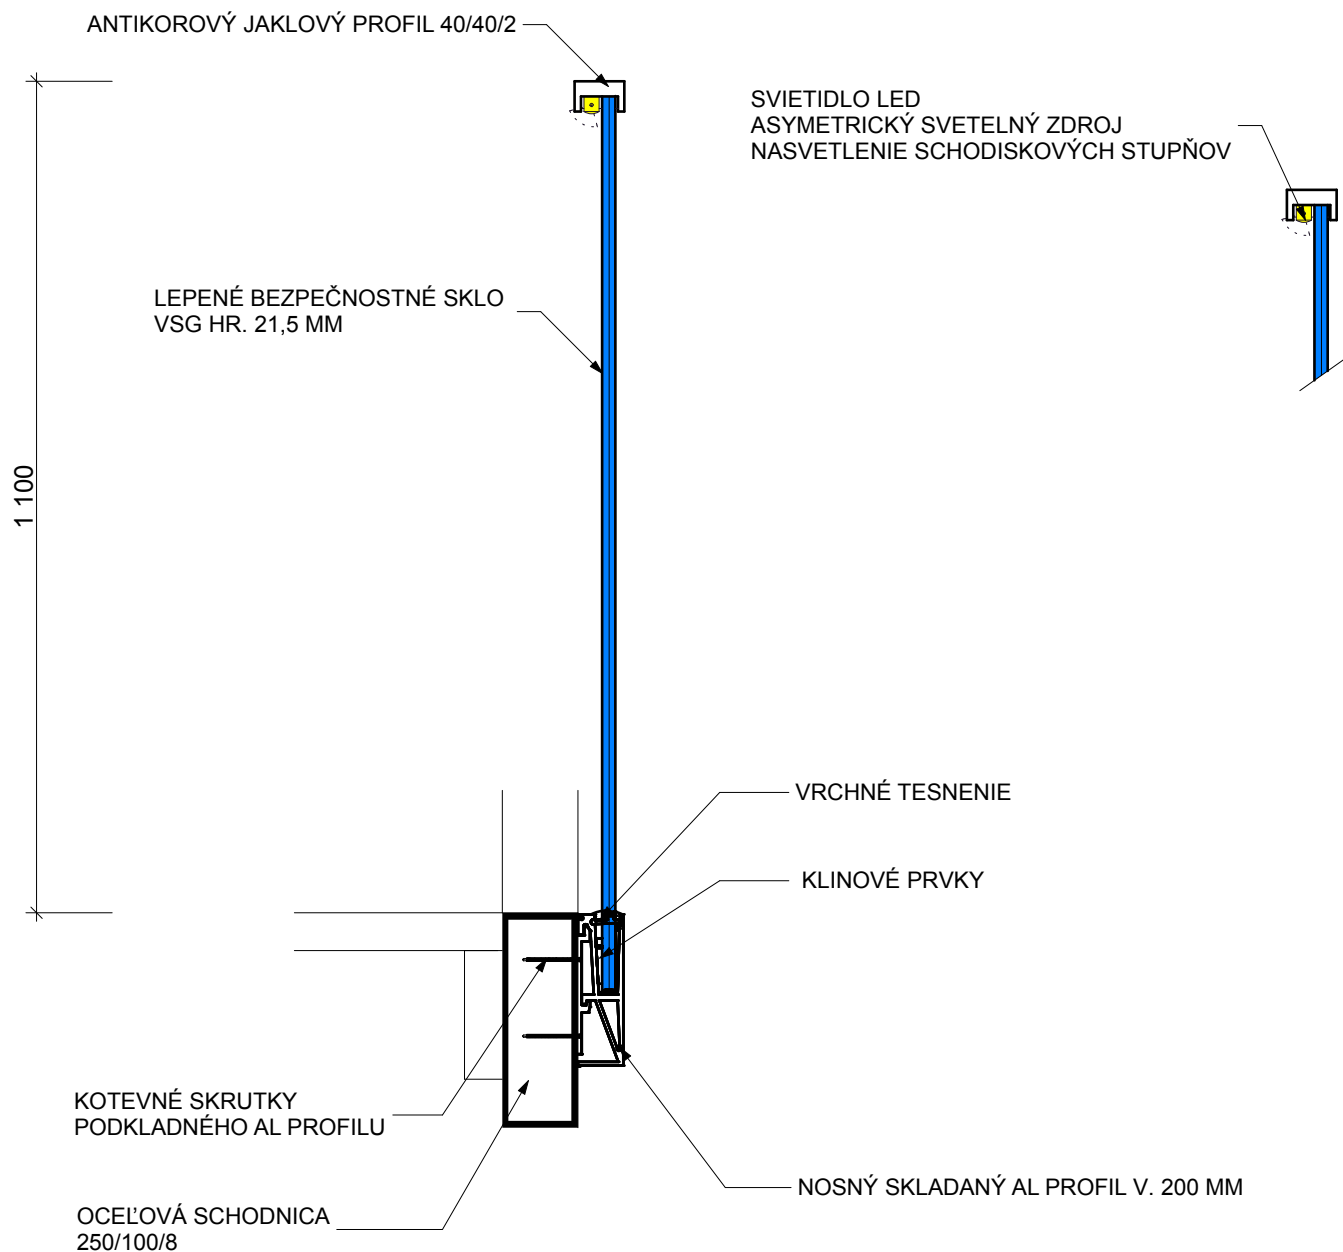 ANTIKOROVÝ JAKLOVÝ PROFIL 40/40/2
SVIETIDLO LED
ASYMETRICKÝ SVETELNÝ ZDROJ
NASVETLENIE SCHODISKOVÝCH STUPŇOV
LEPENÉ BEZPEČNOSTNÉ SKLO
VSG HR. 21,5 MM
1 100
VRCHNÉ TESNENIE
KLINOVÉ PRVKY
KOTEVNÉ SKRUTKY
PODKLADNÉHO AL PROFILU
NOSNÝ SKLADANÝ AL PROFIL V. 200 MM
OCEĽOVÁ SCHODNICA
250/100/8